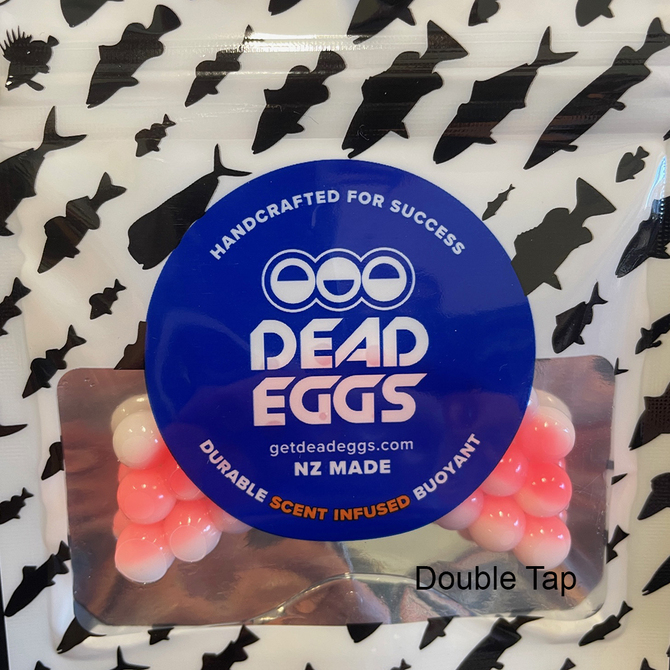 HANDCRAFTED FOR SUCCESS
DEAD
EGGS
getdeadeggs.com
NZ MADE
DURABLE SCENT INFUSED BUOYANT
Double Tap